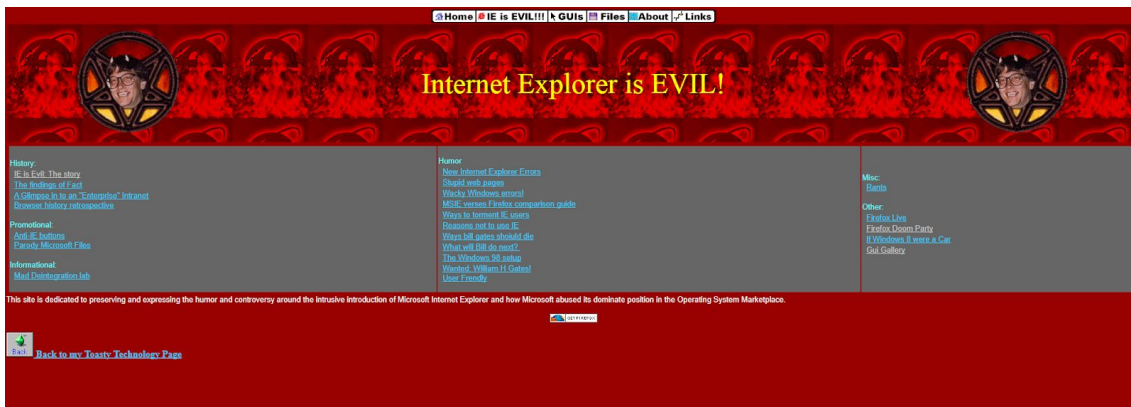 Home IE is EVIL!!! GUIs Files About Links
Internet Explorer is EVIL!
History:
IE is Evil: The story
The findings of Fact
A Glimpse in to an "Enterprise" Intranet
Browser history retrospective
Promotional:
Anti-IE buttons
Parody Microsoft Files
Informational:
Mad Deintegration lab
Humor
New Internet Explorer Errors
Stupid web pages
Wacky Windows errors!
MSIE verses Firefox comparison guide
Ways to torment IE users
Reasons not to use IE
Ways bill gates shoiuld die
What will Bill do next?
The Windows 98 setup
Wanted: William H Gates!
User Frendly
Misc:
Rants
Other:
Firefox Live
Firefox Doom Party
If Windows 8 were a Car
Gui Gallery
This site is dedicated to preserving and expressing the humor and controversy around the intrusive introduction of Microsoft Internet Explorer and how Microsoft abused its dominate position in the Operating System Marketplace.
GET FIREFOX
Back
Back to my Toasty Technology Page